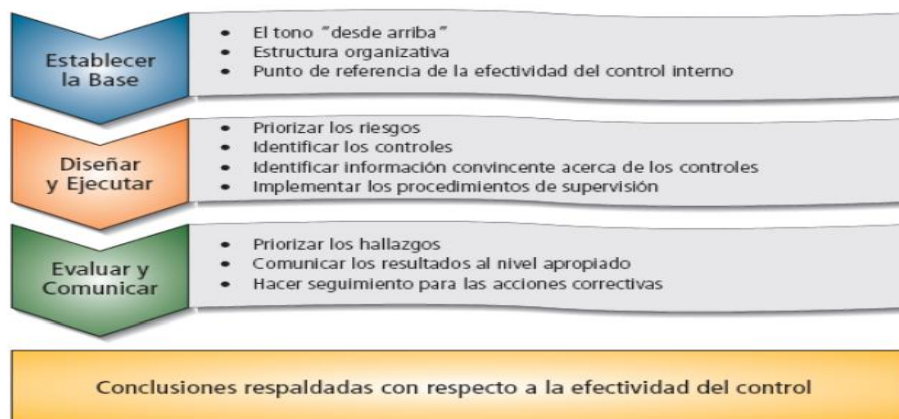 Establecer
la Base
• El tono "desde arriba"
• Estructura organizativa
• Punto de referencia de la efectividad del control interno
Diseñar
y Ejecutar
• Priorizar los riesgos
• Identificar los controles
• Identificar información convincente acerca de los controles
• Implementar los procedimientos de supervisión
Evaluar y
Comunicar
• Priorizar los hallazgos
• Comunicar los resultados al nivel apropiado
• Hacer seguimiento para las acciones correctivas
Conclusiones respaldadas con respecto a la efectividad del control